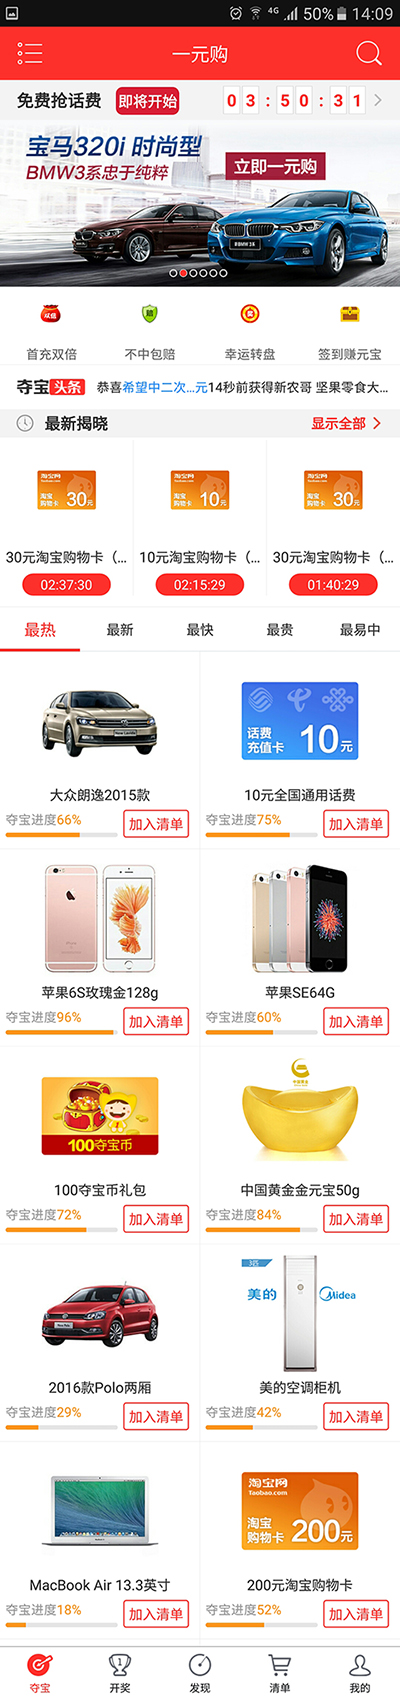 4G 50% 14:09
一元购
免费抢话费 即将开始 03:50:31
宝马320i 时尚型
BMW3系忠于纯粹
立即一元购
首充双倍 不中包赔 幸运转盘 签到赚元宝
夺宝头条 恭喜希望中二次...元14秒前获得新农哥 坚果零食大...
最新揭晓 显示全部
淘宝网 Taobao.com 淘宝购物卡 30元
淘宝网 Taobao.com 淘宝购物卡 10元
淘宝网 Taobao.com 淘宝购物卡 30元
30元淘宝购物卡（... 10元淘宝购物卡（... 30元淘宝购物卡（...
02:37:30 02:15:29 01:40:29
最热 最新 最快 最贵 最易中
话费充值卡 10元
大众朗逸2015款 10元全国通用话费
夺宝进度66% 加入清单 夺宝进度75% 加入清单
苹果6S玫瑰金128g 苹果SE64G
夺宝进度96% 加入清单 夺宝进度60% 加入清单
100夺宝币
100夺宝币礼包 中国黄金金元宝50g
夺宝进度72% 加入清单 夺宝进度84% 加入清单
美的 Midea
2016款Polo两厢 美的空调柜机
夺宝进度29% 加入清单 夺宝进度42% 加入清单
淘宝网
Taobao.com
淘宝购物卡 200元
MacBook Air 13.3英寸 200元淘宝购物卡
夺宝进度18% 加入清单 夺宝进度52% 加入清单
夺宝 开奖 发现 清单 我的